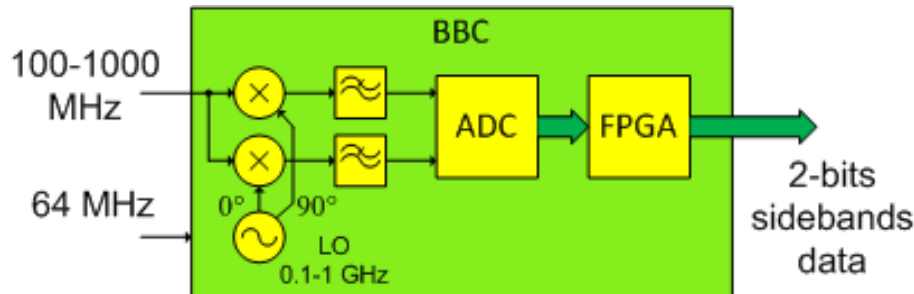 BBC
100-1000
MHz
ADC
FPGA
64 MHz
0°
90°
LO
0.1-1 GHz
2-bits
sidebands
data